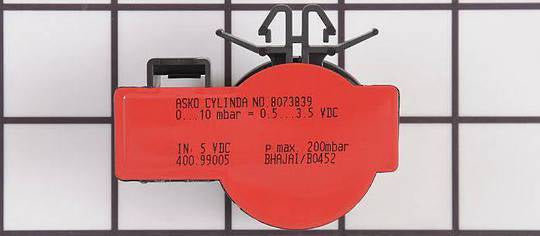 ASKO CYLINDA NO.8073839
0...10 mbar = 0.5...3.5 VDC
IN: 5 VDC P max. 200mbar
400.99005 BHAJAI/B0452